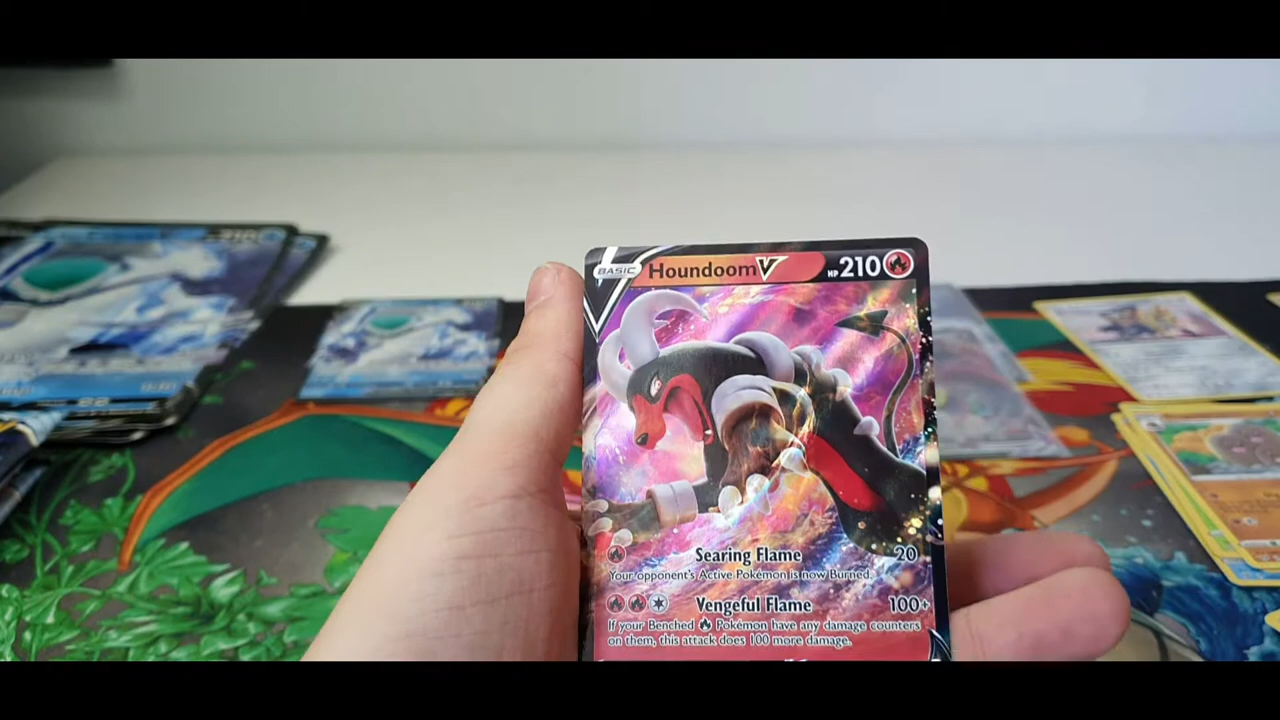 BASIC Houndoom V HP 210
Searing Flame 20
Your opponent's Active Pokémon is now Burned.
Vengeful Flame 100+
If your Benched Pokémon have any damage counters
on them, this attack does 100 more damage.